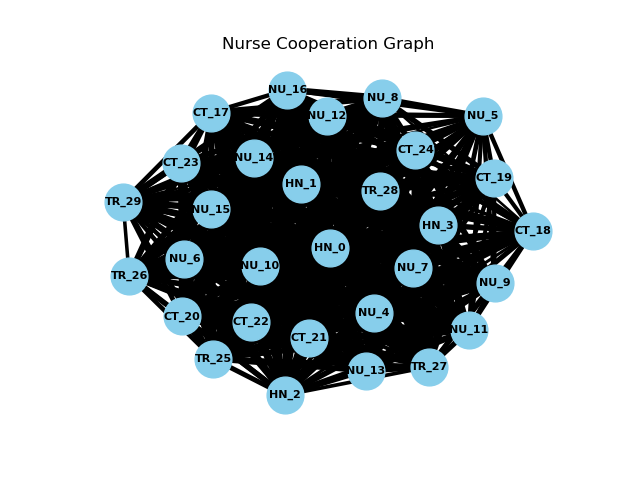 Nurse Cooperation Graph
NU_16
NU_8
CT_17
NU_12
NU_5
CT_24
NU_14
CT_23
CT_19
HN_1
TR_28
TR_29
NU_15
HN_3
CT_18
HN_0
NU_6
NU_10
NU_7
TR_26
NU_9
NU_4
CT_20
CT_22
NU_11
CT_21
TR_25
NU_13
TR_27
HN_2